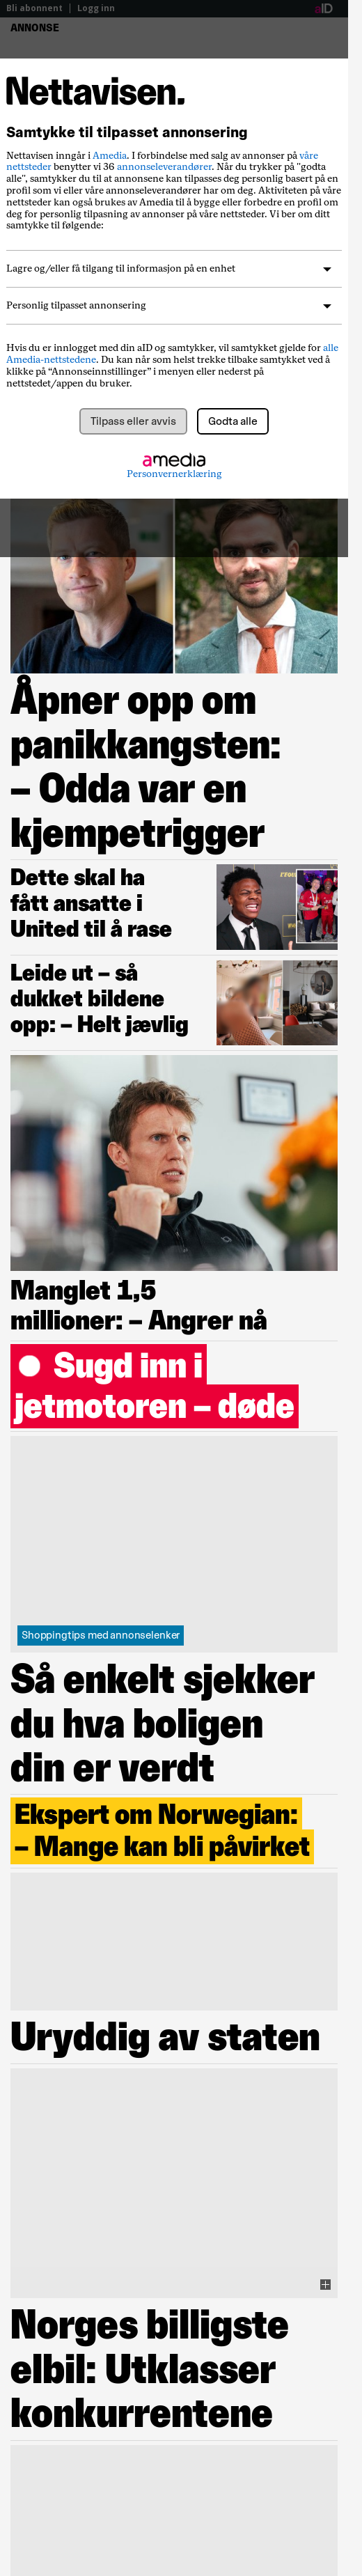 Bli abonnent | Logg inn
aID
ANNONSE
Nettavisen.
Samtykke til tilpasset annonsering
Nettavisen inngår i Amedia. I forbindelse med salg av annonser på våre
nettsteder benytter vi 36 annonseleverandører. Når du trykker på "godta
alle", samtykker du til at annonsene kan tilpasses deg personlig basert på en
profil som vi eller våre annonseleverandører har om deg. Aktiviteten på våre
nettsteder kan også brukes av Amedia til å bygge eller forbedre en profil om
deg for personlig tilpasning av annonser på våre nettsteder. Vi ber om ditt
samtykke til følgende:
Lagre og/eller få tilgang til informasjon på en enhet
Personlig tilpasset annonsering
Hvis du er innlogget med din aID og samtykker, vil samtykket gjelde for alle
Amedia-nettstedene. Du kan når som helst trekke tilbake samtykket ved å
klikke på “Annonseinnstillinger” i menyen eller nederst på
nettstedet/appen du bruker.
Tilpass eller avvis
Godta alle
amedia
Personvernerklæring
Åpner opp om
panikkangsten:
– Odda var en
kjempetrigger
Dette skal ha
fått ansatte i
United til å rase
Leide ut – så
dukket bildene
opp: – Helt jævlig
Manglet 1,5
millioner: – Angrer nå
Sugd inn i
jetmotoren – døde
Shoppingtips med annonselenker
Så enkelt sjekker
du hva boligen
din er verdt
Ekspert om Norwegian:
– Mange kan bli påvirket
Uryddig av staten
Norges billigste
elbil: Utklasser
konkurrentene